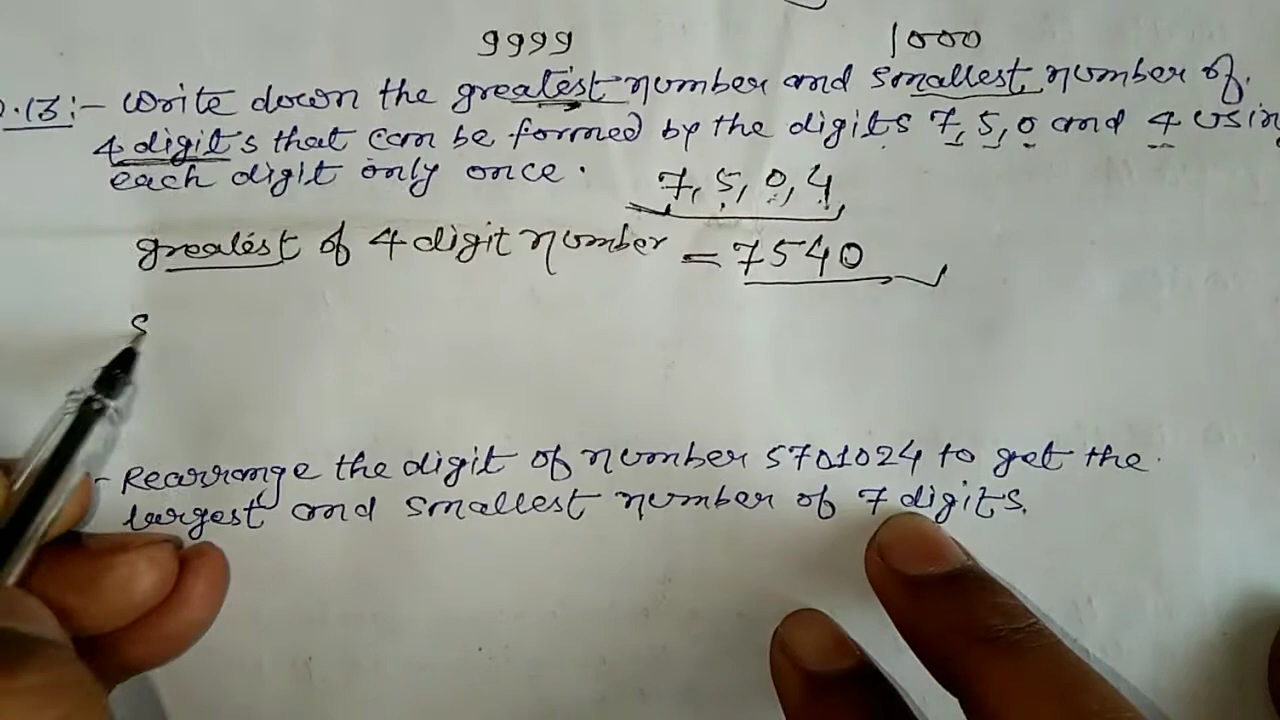 9999 1000
.13:- Write down the greatest number and smallest number of.
4 digits that can be formed by the digits 7, 5, 0 and 4 usin
each digit only once. 7, 5, 0, 4,
greatest of 4 digit number = 7540
S
- Rearrange the digit of number 5701024 to get the
largest and smallest number of 7 digits.